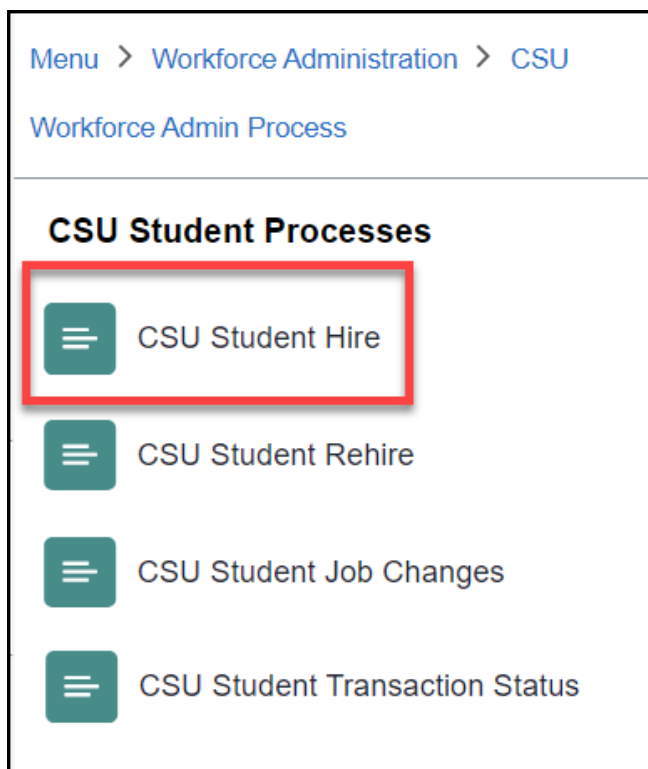 Menu > Workforce Administration > CSU
Workforce Admin Process
CSU Student Processes
CSU Student Hire
CSU Student Rehire
CSU Student Job Changes
CSU Student Transaction Status